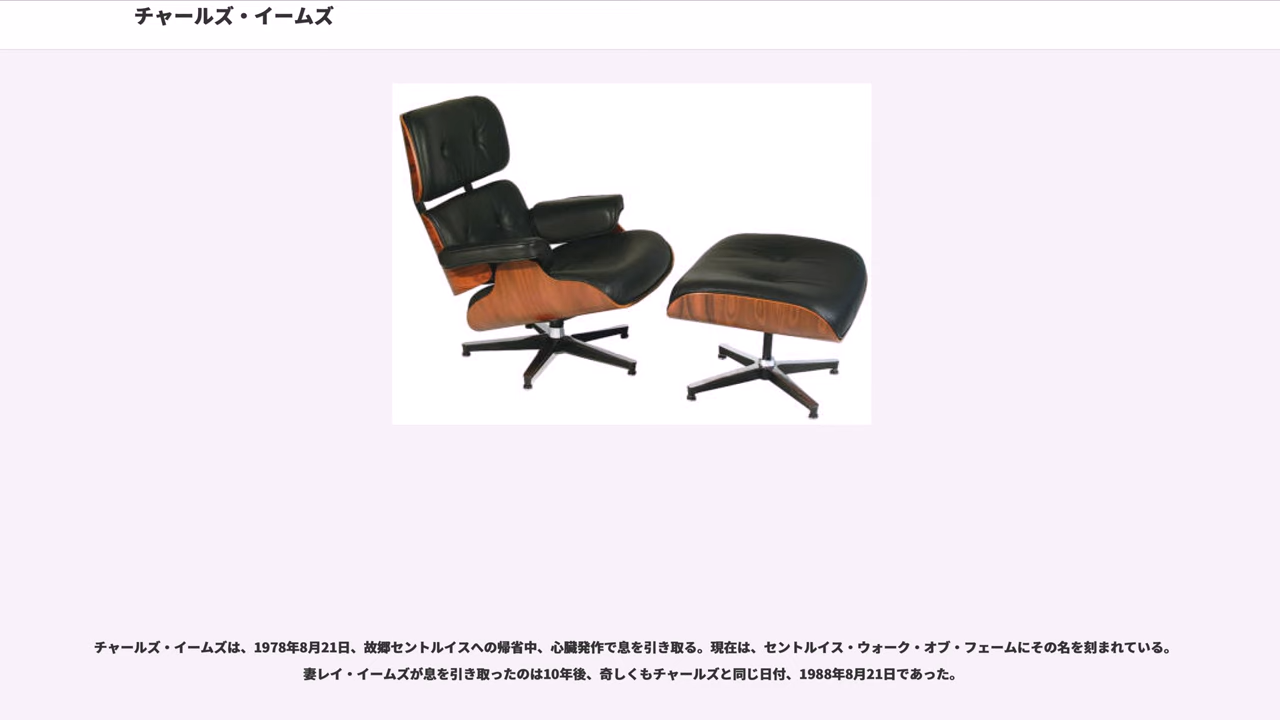 チャールズ・イームズ
チャールズ・イームズは、1978年8月21日、故郷セントルイスへの帰省中、心臓発作で息を引き取る。現在は、セントルイス・ウォーク・オブ・フェームにその名を刻まれている。
妻レイ・イームズが息を引き取ったのは10年後、奇しくもチャールズと同じ日付、1988年8月21日であった。